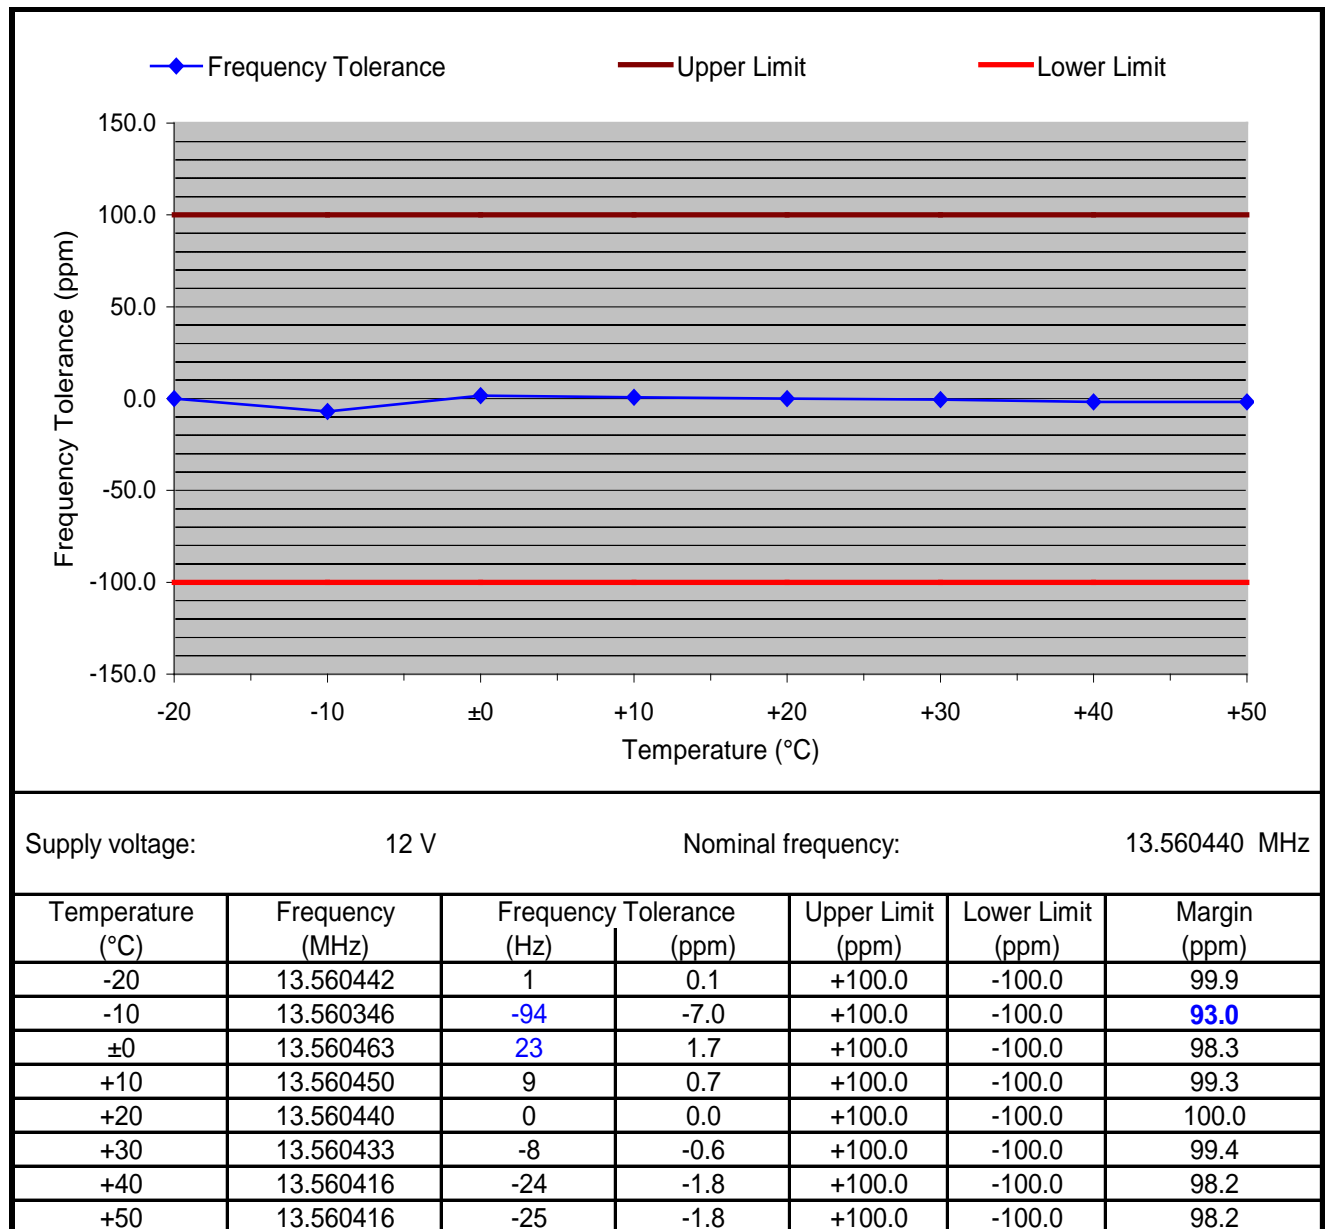 Frequency Tolerance Upper Limit Lower Limit
150.0
100.0
50.0
0.0
-50.0
-100.0
-150.0
Frequency Tolerance (ppm)
-20 -10 ±0 +10 +20 +30 +40 +50
Temperature (°C)
Supply voltage: 12 V Nominal frequency: 13.560440 MHz
Temperature Frequency Frequency Tolerance Upper Limit Lower Limit Margin
(°C) (MHz) (Hz) (ppm) (ppm) (ppm) (ppm)
-20 13.560442 1 0.1 +100.0 -100.0 99.9
-10 13.560346 -94 -7.0 +100.0 -100.0 93.0
±0 13.560463 23 1.7 +100.0 -100.0 98.3
+10 13.560450 9 0.7 +100.0 -100.0 99.3
+20 13.560440 0 0.0 +100.0 -100.0 100.0
+30 13.560433 -8 -0.6 +100.0 -100.0 99.4
+40 13.560416 -24 -1.8 +100.0 -100.0 98.2
+50 13.560416 -25 -1.8 +100.0 -100.0 98.2